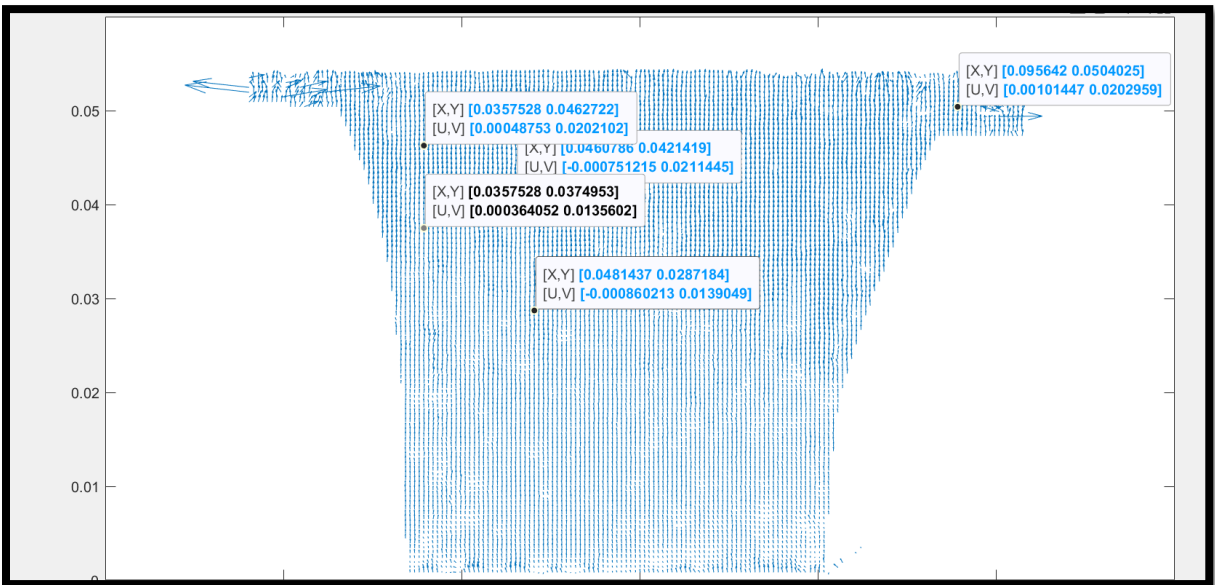 [X,Y] [0.095642 0.0504025]
[U,V] [0.00101447 0.0202959]
0.05
[X,Y] [0.0357528 0.0462722]
[U,V] [0.00048753 0.0202102]
[X,Y] [0.0460786 0.0421419]
[U,V] [-0.000751215 0.0211445]
0.04
[X,Y] [0.0357528 0.0374953]
[U,V] [0.000364052 0.0135602]
0.03
[X,Y] [0.0481437 0.0287184]
[U,V] [-0.000860213 0.0139049]
0.02
0.01
0